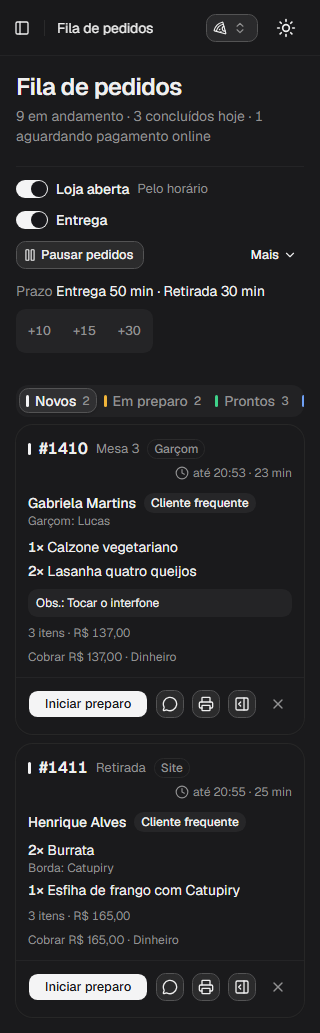 Fila de pedidos
Fila de pedidos
9 em andamento · 3 concluídos hoje · 1
aguardando pagamento online
Loja aberta Pelo horário
Entrega
Pausar pedidos Mais
Prazo Entrega 50 min · Retirada 30 min
+10 +15 +30
Novos 2 Em preparo 2 Prontos 3
#1410 Mesa 3 Garçom
até 20:53 · 23 min
Gabriela Martins Cliente frequente
Garçom: Lucas
1× Calzone vegetariano
2× Lasanha quatro queijos
Obs.: Tocar o interfone
3 itens · R$ 137,00
Cobrar R$ 137,00 · Dinheiro
Iniciar preparo
#1411 Retirada Site
até 20:55 · 25 min
Henrique Alves Cliente frequente
2× Burrata
Borda: Catupiry
1× Esfiha de frango com Catupiry
3 itens · R$ 165,00
Cobrar R$ 165,00 · Dinheiro
Iniciar preparo